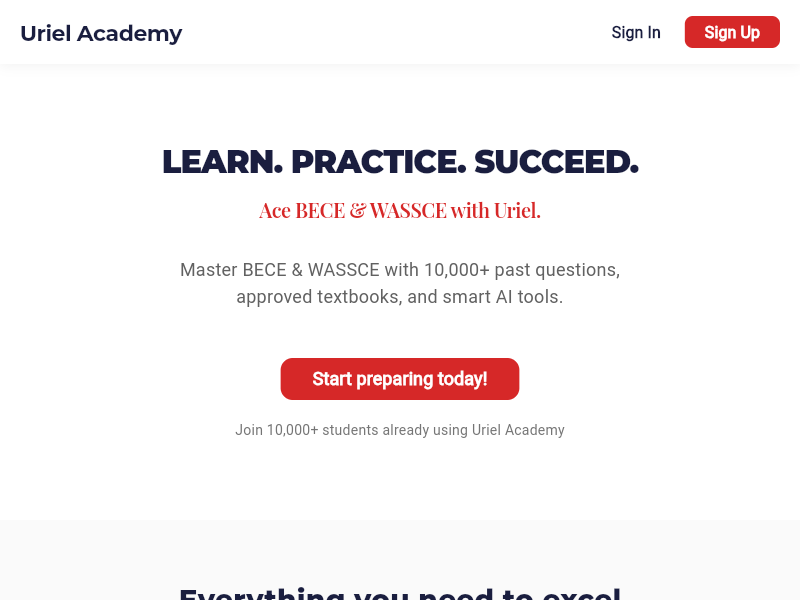 Uriel Academy
Sign In
Sign Up
LEARN. PRACTICE. SUCCEED.
Ace BECE & WASSCE with Uriel.
Master BECE & WASSCE with 10,000+ past questions,
approved textbooks, and smart AI tools.
Start preparing today!
Join 10,000+ students already using Uriel Academy
Everything you need to excel